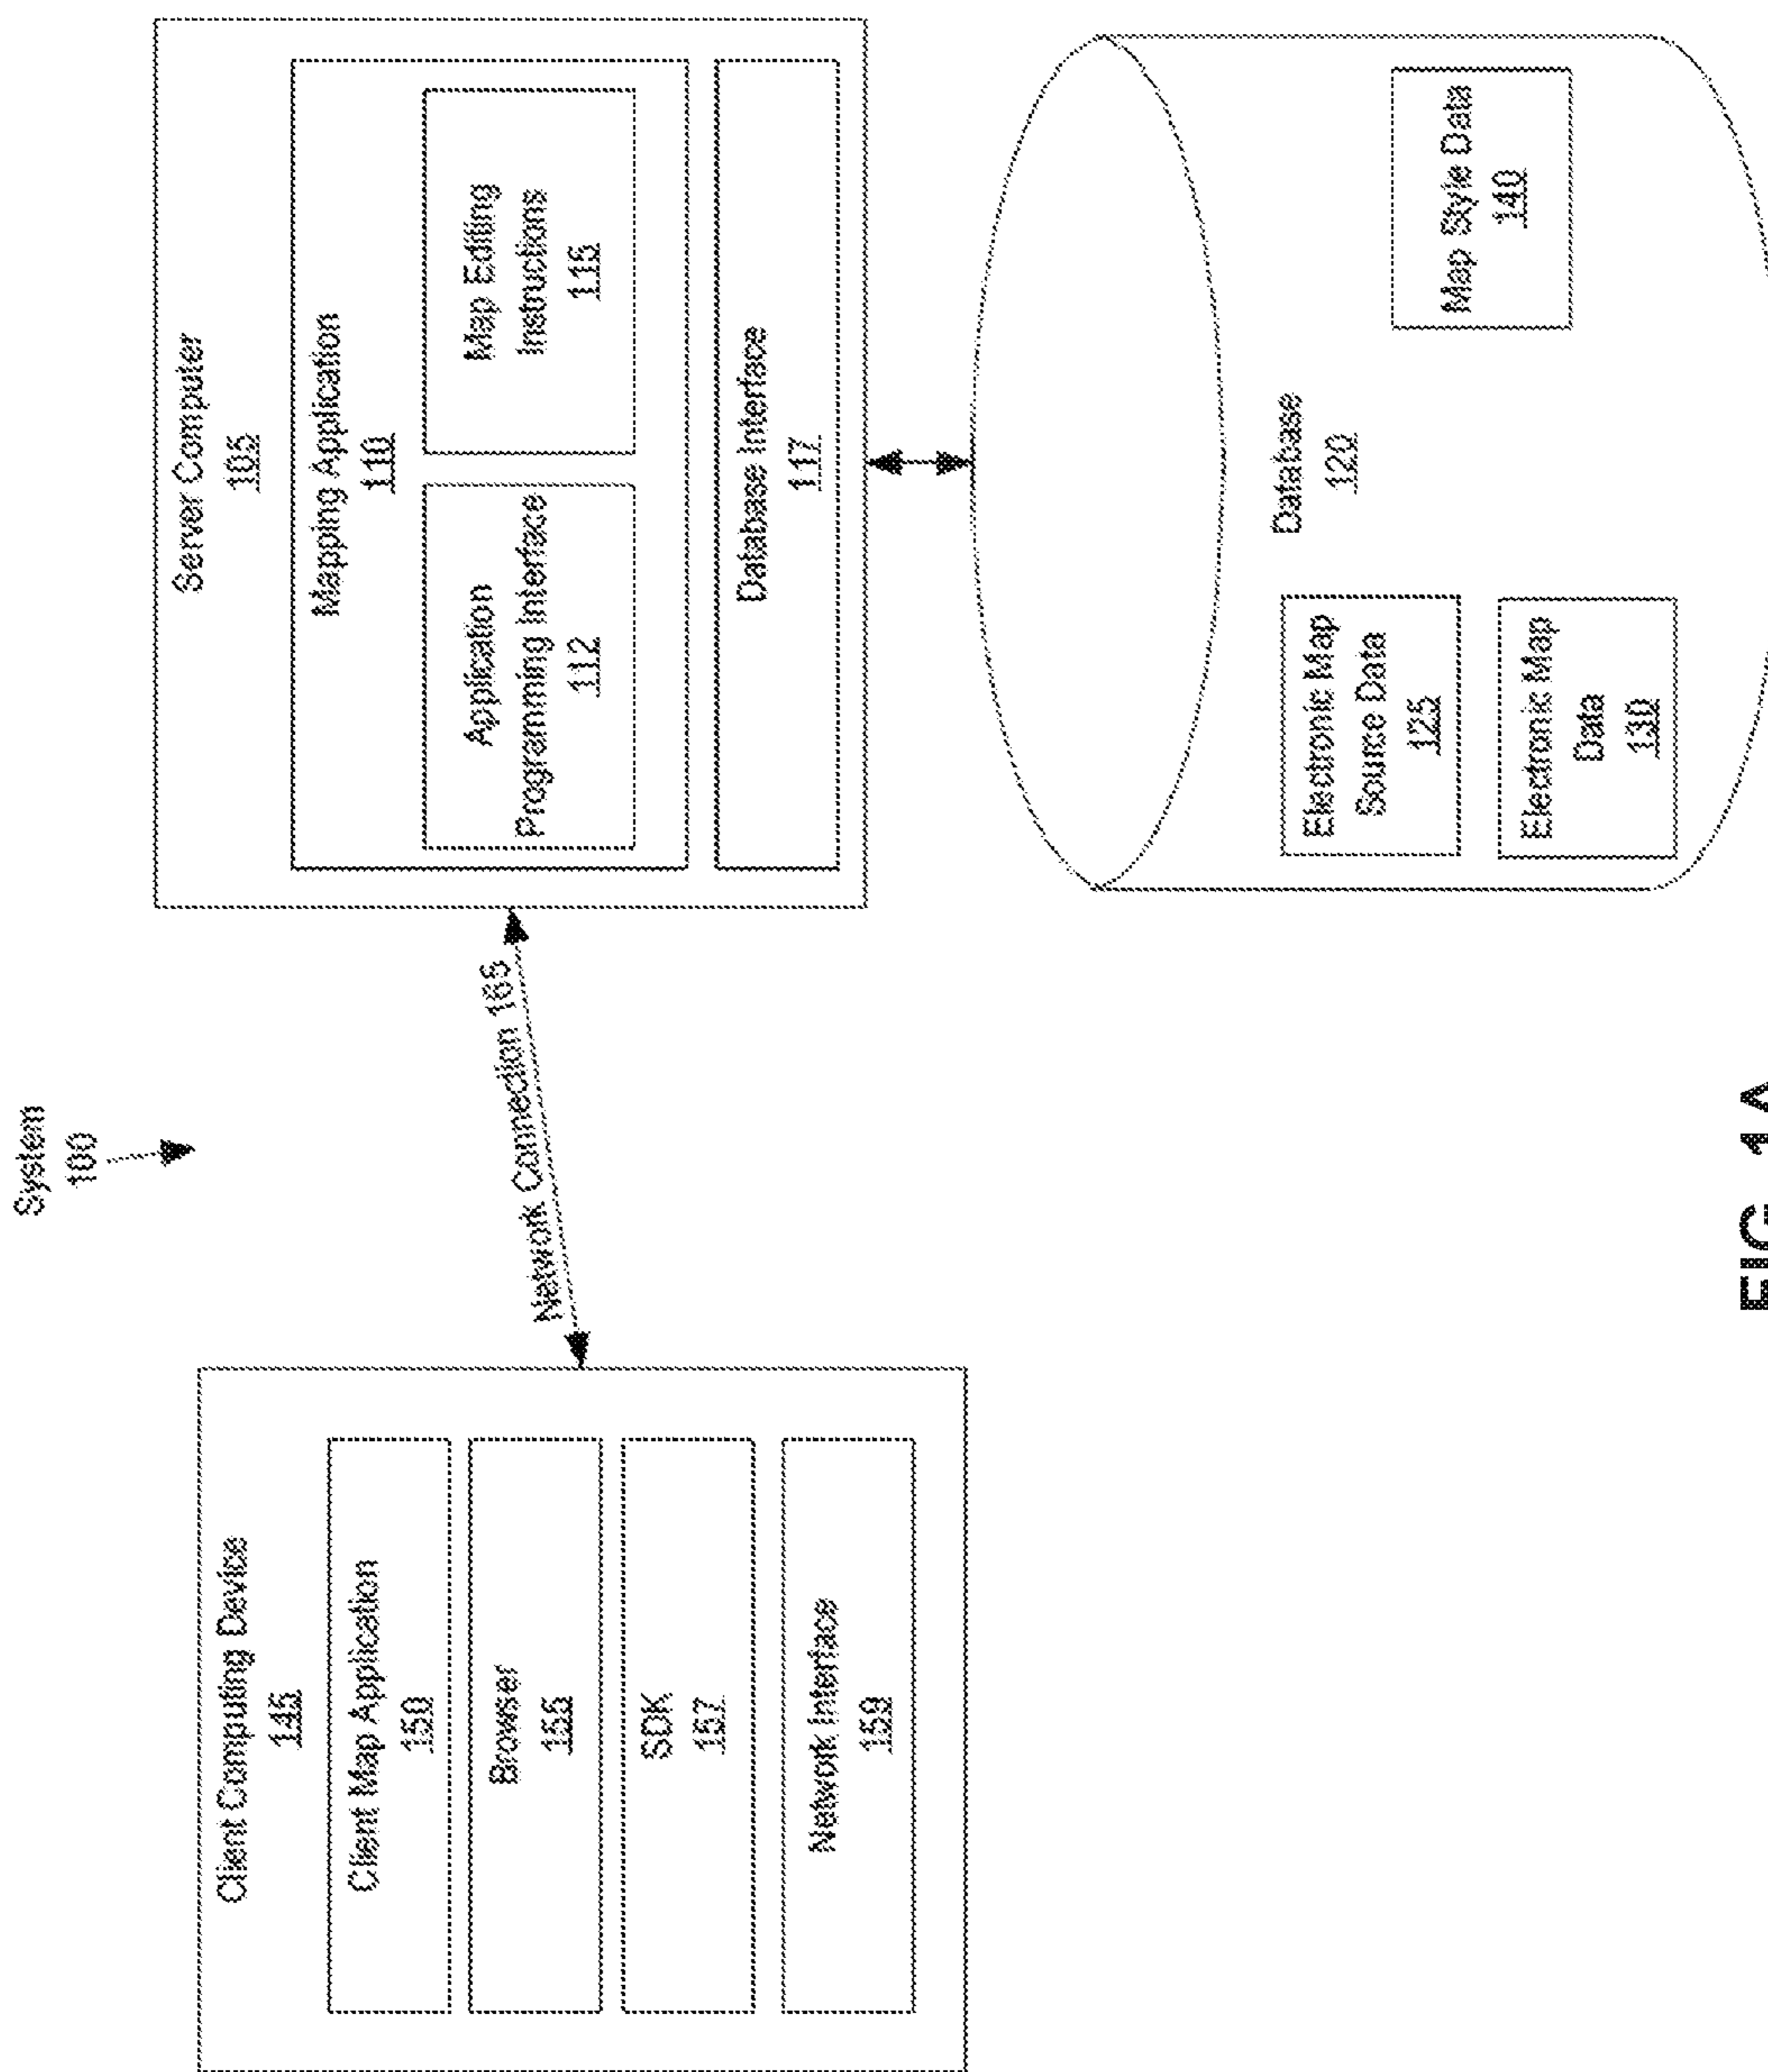 System
100
Client Computing Device
145
Client Map Application
150
Browser
155
SDK
157
Network Interface
159
Network Connection 165
Server Computer
105
Mapping Application
110
Application
Programming Interface
112
Map Editing
Instructions
115
Database Interface
117
Database
120
Electronic Map
Source Data
125
Electronic Map
Data
130
Map Style Data
140
FIG. 1A